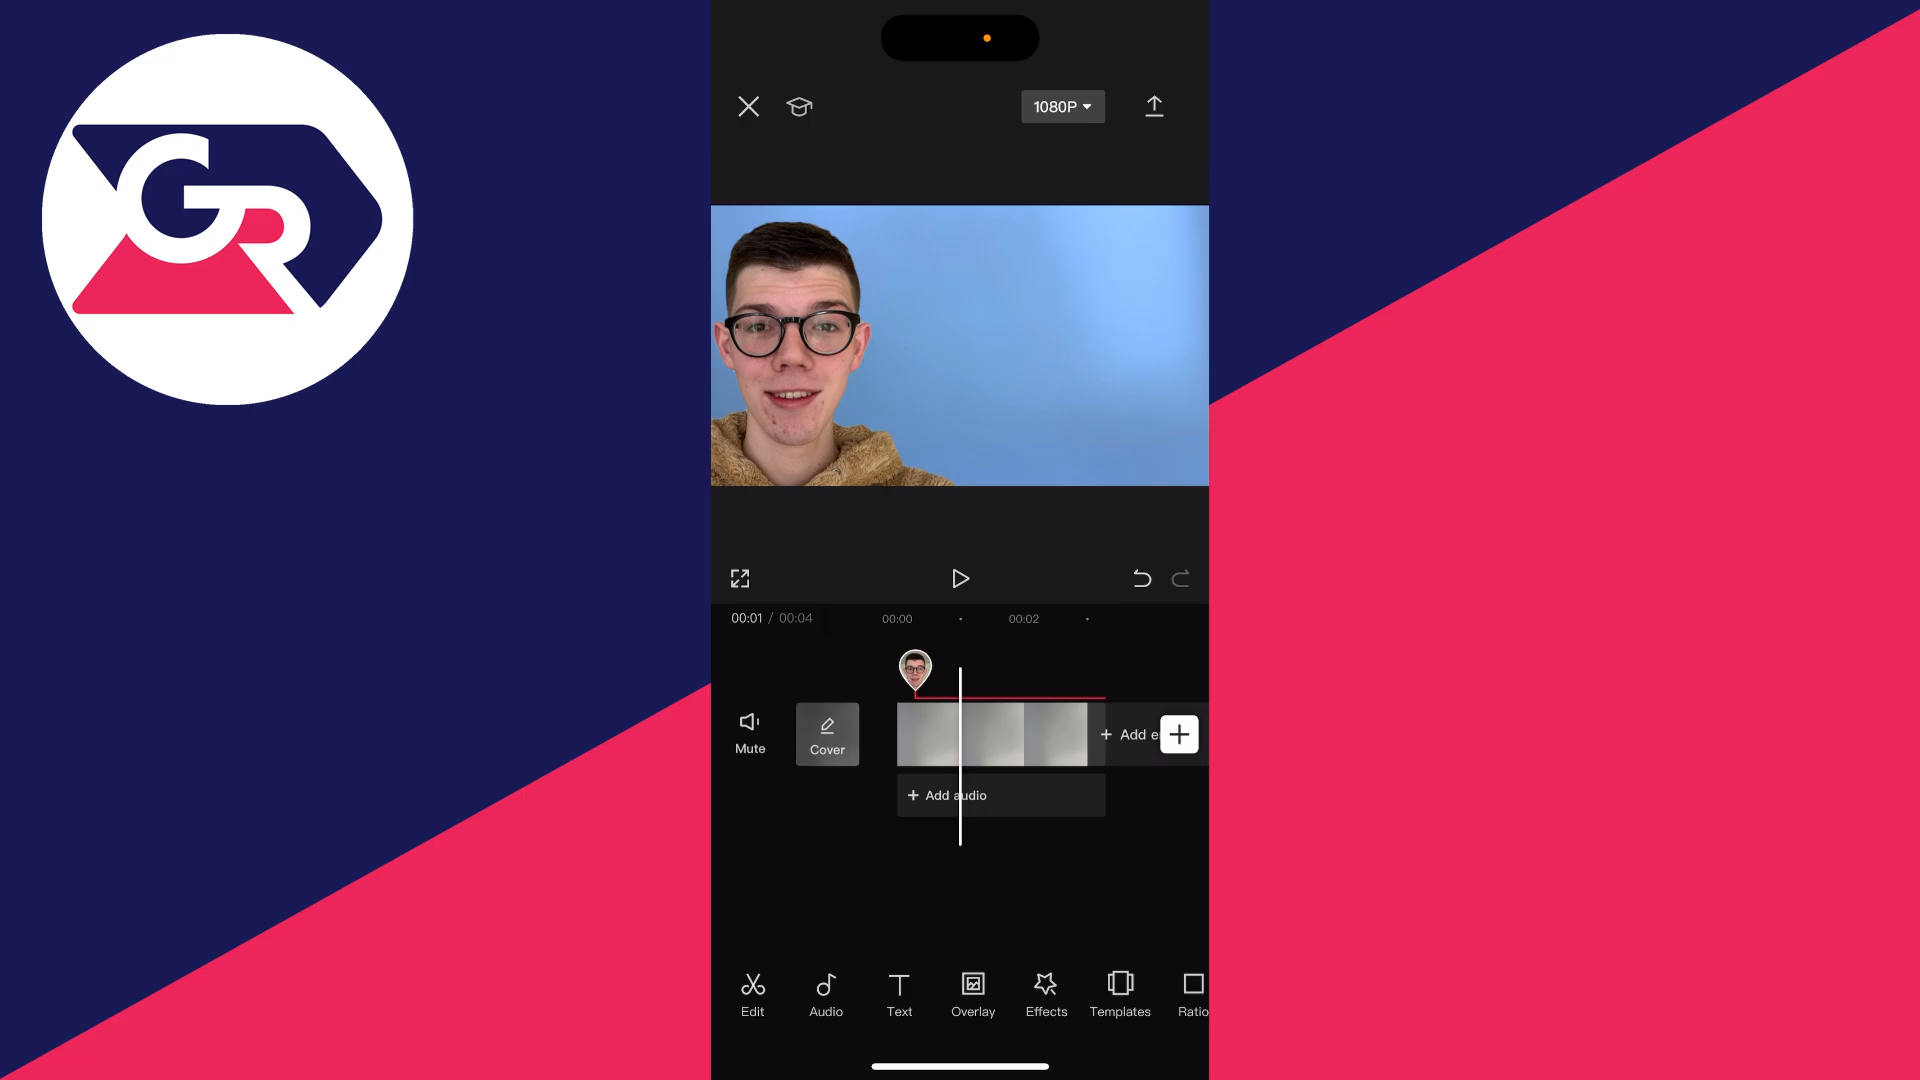 GR
1080P
00:01 / 00:04
00:00
00:02
Mute
Cover
+ Add e
+ Add audio
Edit
Audio
Text
Overlay
Effects
Templates
Ratio